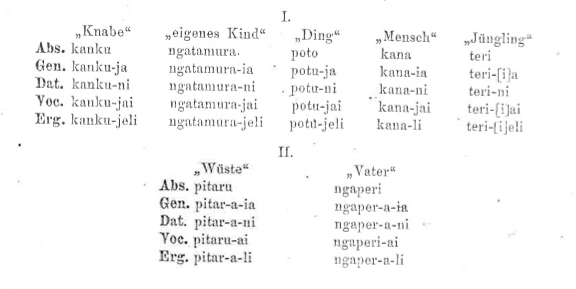 I.
„Knabe“ „eigenes Kind“ „Ding“ „Mensch“ „Jüngling“
Abs. kanku ngatamura poto kana teri
Gen. kanku-ja ngatamura-ia potu-ja kana-ia teri-[i]a
Dat. kanku-ni ngatamura-ni potu-ni kana-ni teri-ni
Voc. kanku-jai ngatamura-jai potu-jai kana-jai teri-[i]ai
Erg. kanku-jeli ngatamura-jeli potu-jeli kana-li teri-[i]jeli
II.
„Wüste“ „Vater“
Abs. pitaru ngaperi
Gen. pitar-a-ia ngaper-a-ia
Dat. pitar-a-ni ngaper-a-ni
Voc. pitaru-ai ngaperi-ai
Erg. pitar-a-li ngaper-a-li